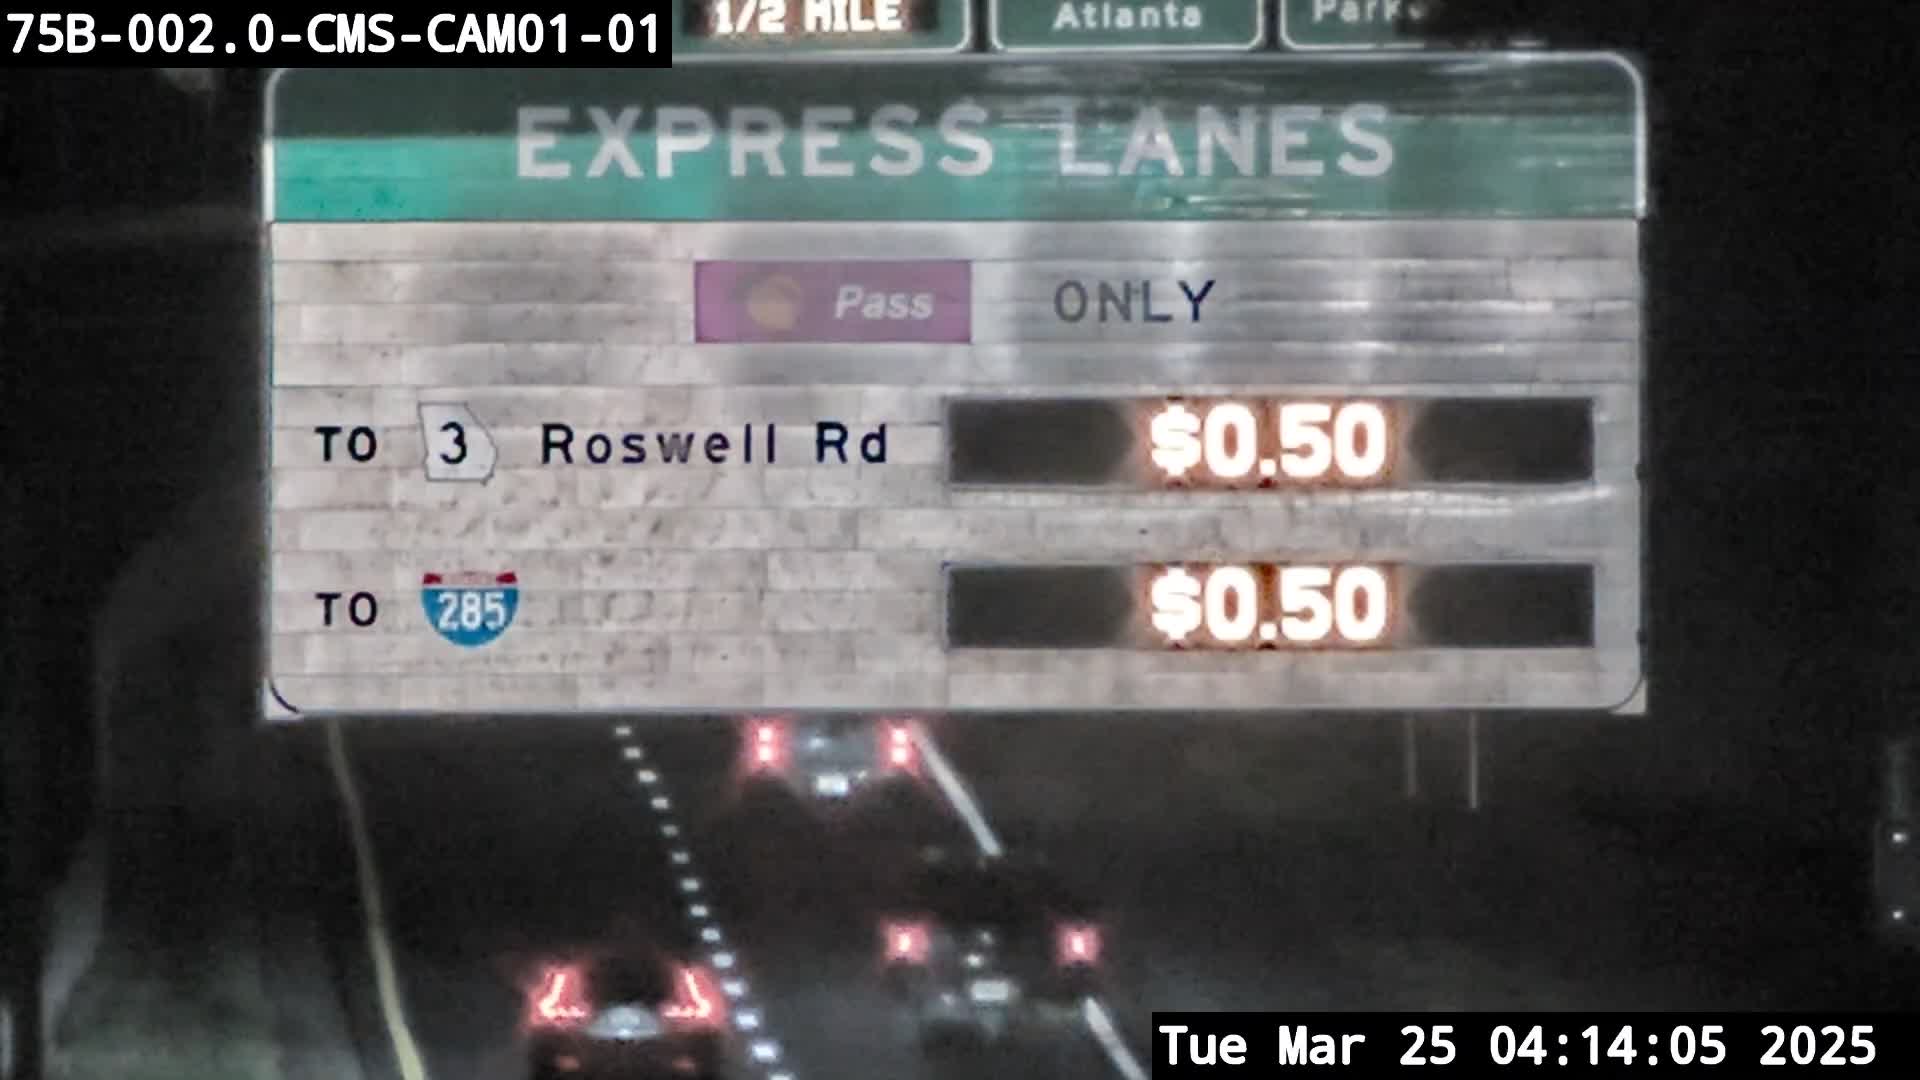 75B-002.0-CMS-CAM01-01
1/2 MILE
Atlanta
EXPRESS LANES
Pass ONLY
TO 3 Roswell Rd $0.50
TO 285 $0.50
Tue Mar 25 04:14:05 2025